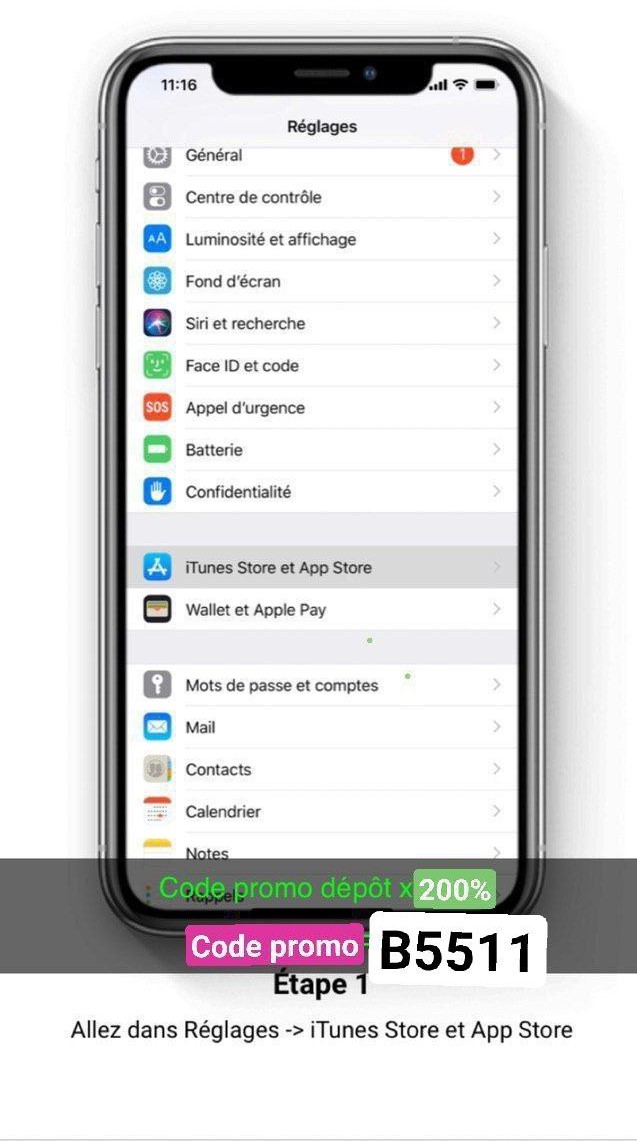 11:16
Réglages
Général 1
Centre de contrôle
AA Luminosité et affichage
Fond d'écran
Siri et recherche
Face ID et code
SOS Appel d'urgence
Batterie
Confidentialité
iTunes Store et App Store
Wallet et Apple Pay
Mots de passe et comptes
Mail
Contacts
Calendrier
Notes
Rappels
Code promo dépôt x 200%
Code promo B5511
Étape 1
Allez dans Réglages -> iTunes Store et App Store